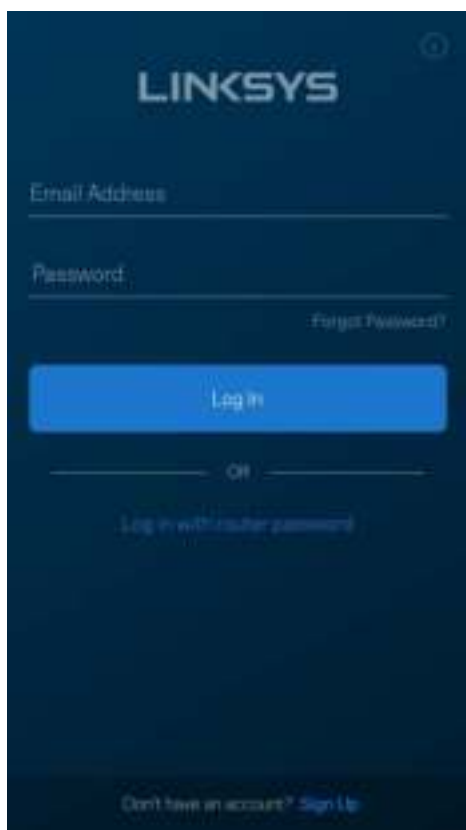 LINKSYS
Email Address
Password
Forgot Password?
Log In
OR
Log in with router password
Don't have an account? Sign Up